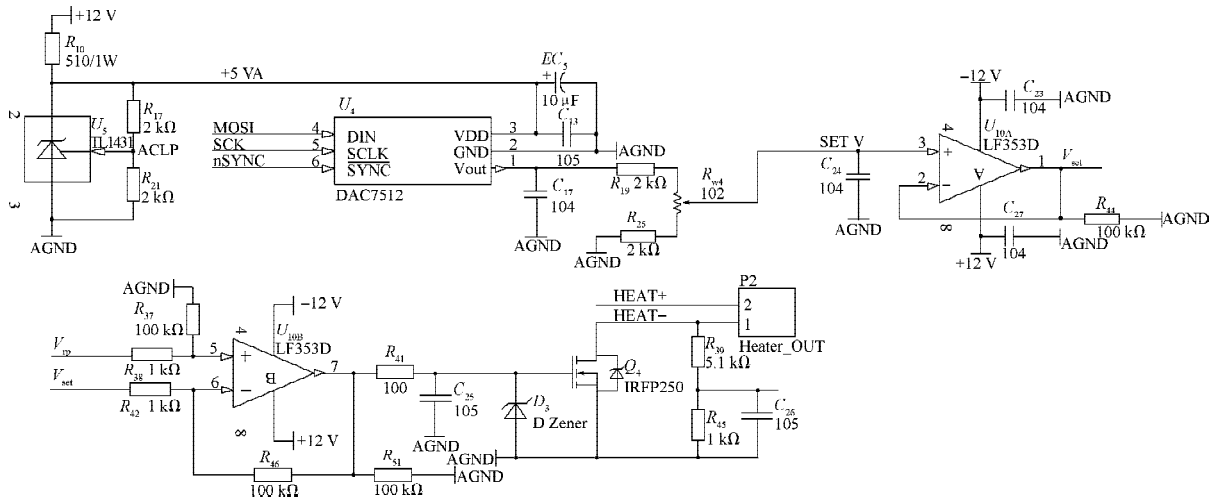 +12 V
R10
510/1W
+5 VA
EC5
+
10 μF
2
U5
TL1431
R17
2 kΩ
ACLP
R21
2 kΩ
3
AGND
U4
MOSI
4
DIN
SCK
5
SCLK
nSYNC
6
SYNC
VDD
3
GND
2
Vout
1
DAC7512
C13
105
AGND
C17
104
AGND
R19
2 kΩ
Rw4
102
R25
2 kΩ
AGND
SET V
C24
104
AGND
-12 V
C23
104
AGND
4
U10A
LF353D
3
+
2
-
A
1
Vset
8
C27
104
AGND
+12 V
R44
100 kΩ
AGND
AGND
R37
100 kΩ
-12 V
4
U10B
LF353D
5
+
6
-
B
7
8
+12 V
R38
1 kΩ
Vset
R42
1 kΩ
R46
100 kΩ
R51
100 kΩ
AGND
R41
100
C25
105
AGND
D3
D Zener
AGND
HEAT+
HEAT-
P2
2
1
Heater_OUT
Q4
IRFP250
R39
5.1 kΩ
R45
1 kΩ
C26
105